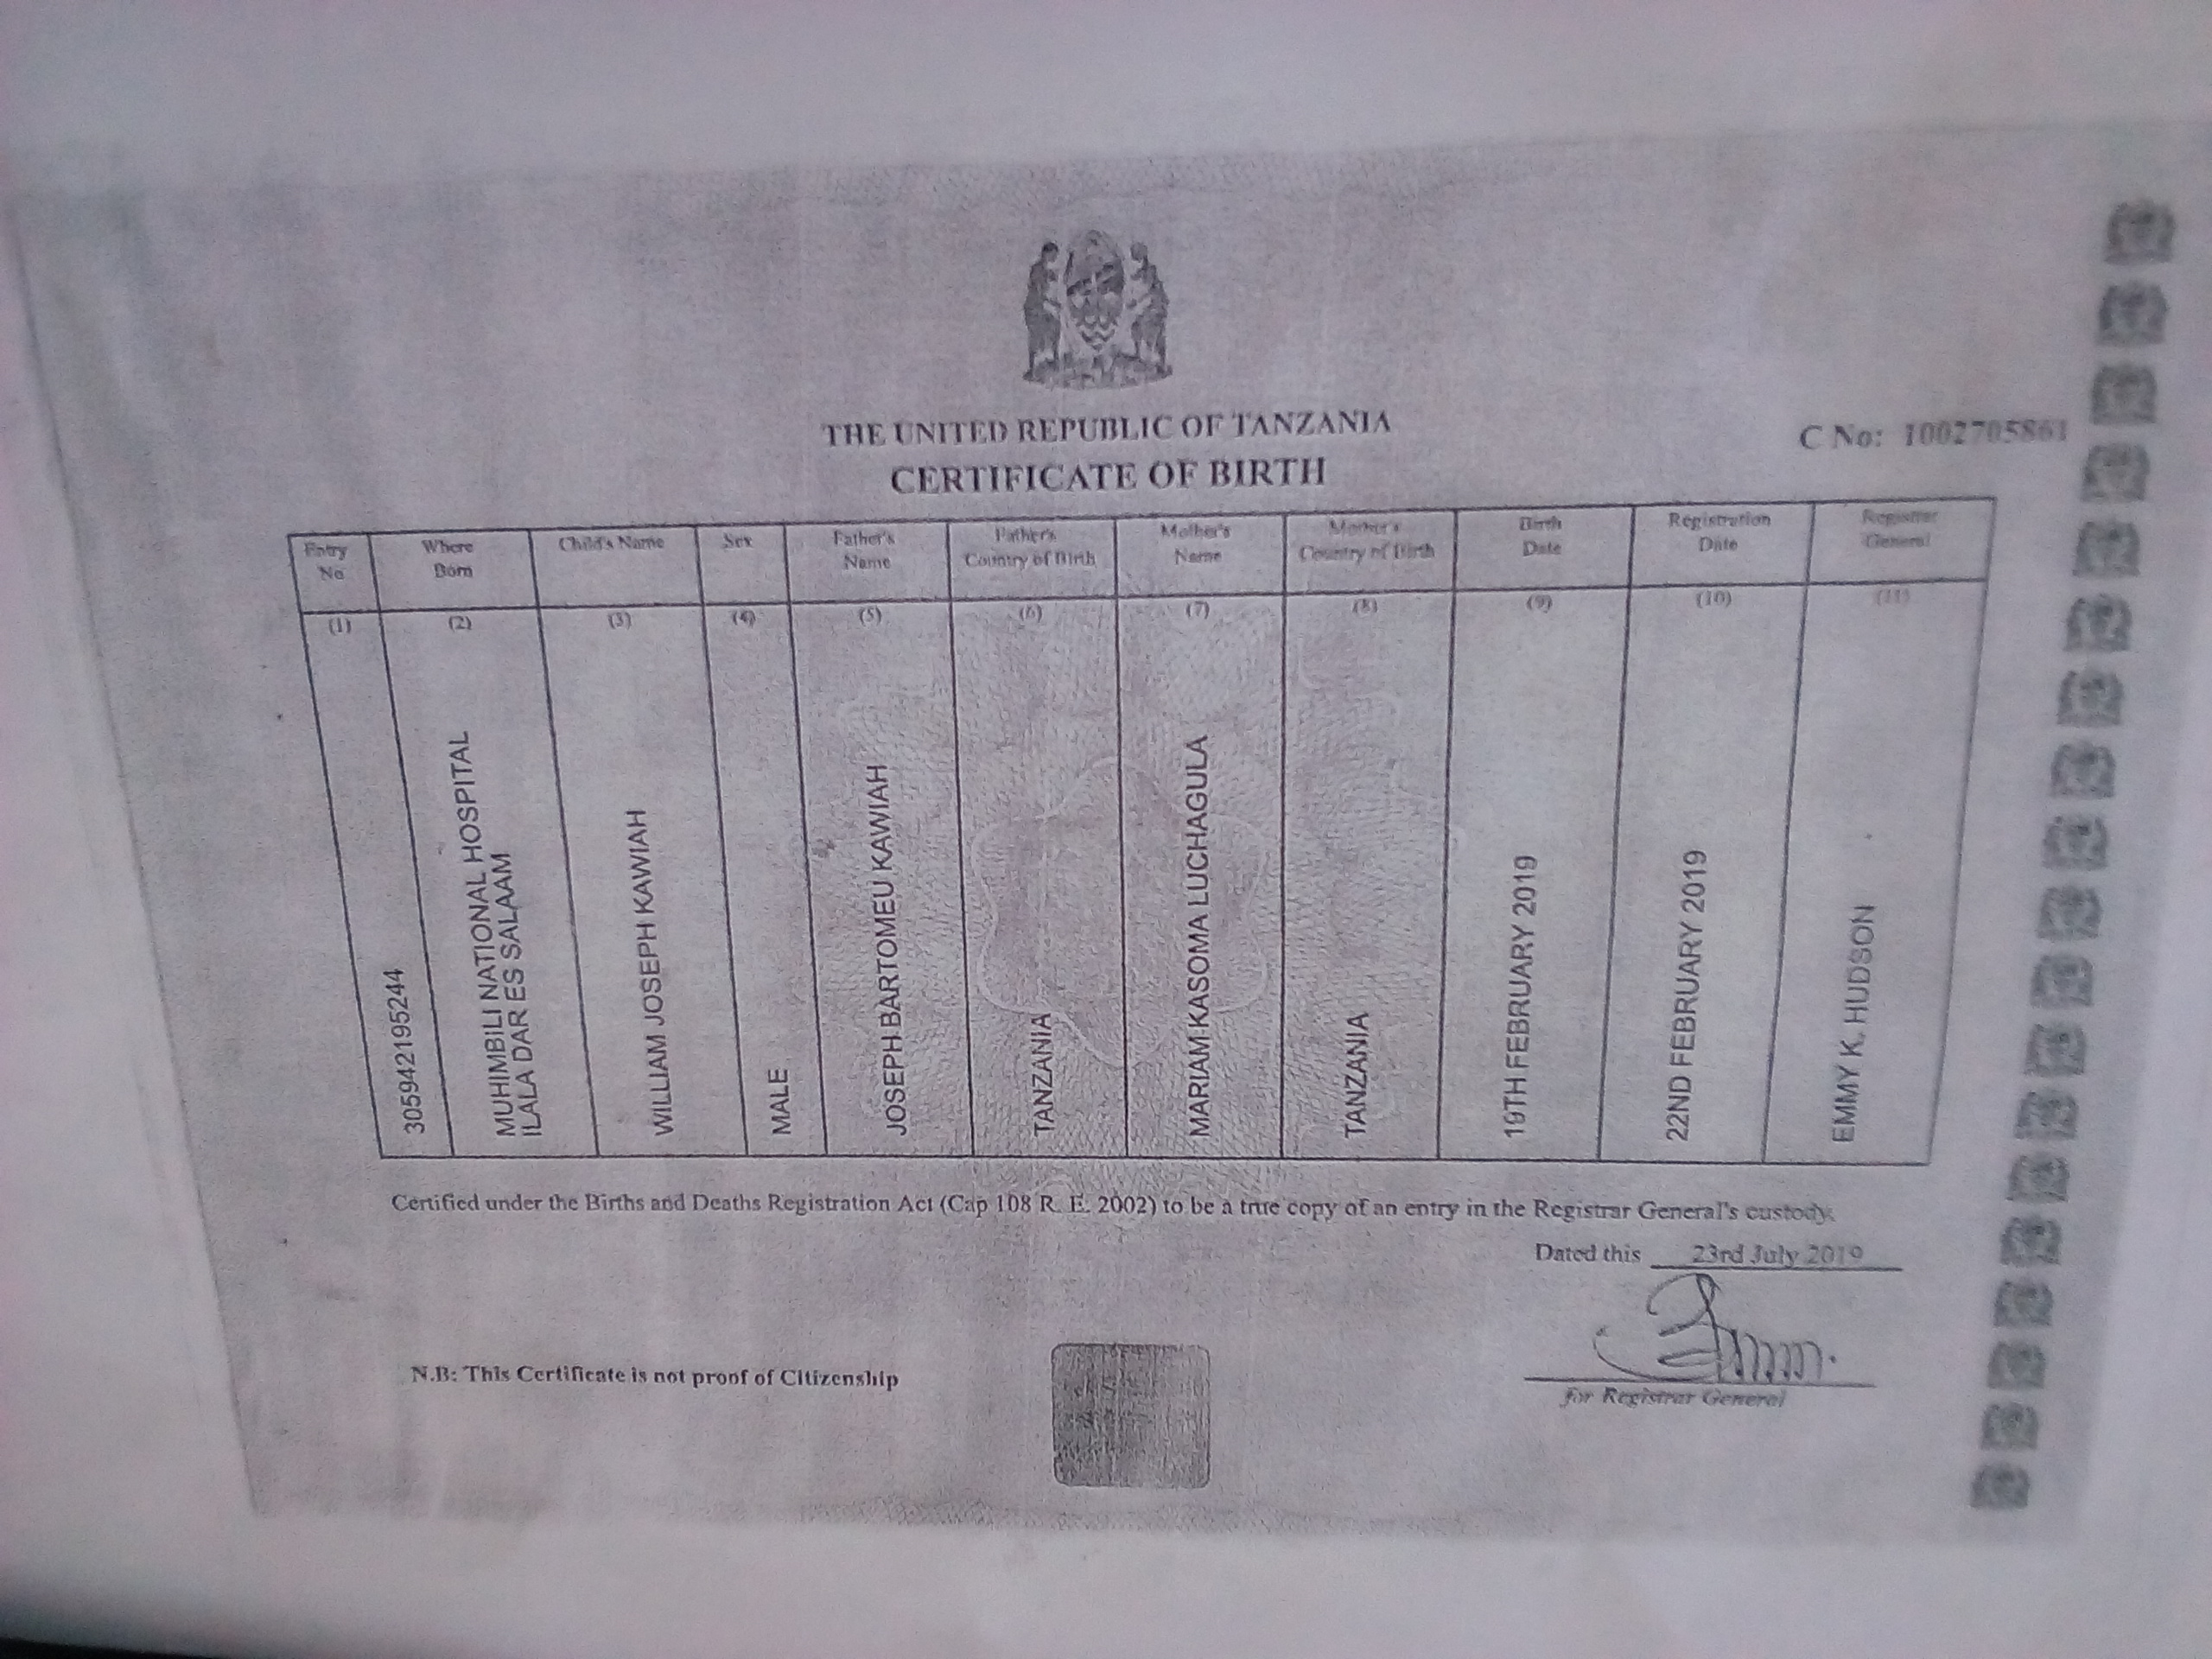 THE UNITED REPUBLIC OF TANZANIA
C No: 1002705861
CERTIFICATE OF BIRTH
Entry No
Where Born
Child's Name
Sex
Father's Name
Father's Country of Birth
Mother's Name
Mother's Country of Birth
Birth Date
Registration Date
Registrar General
(1) (2) (3) (4) (5) (6) (7) (8) (9) (10) (11)
3059421195244
MUHIMBILI NATIONAL HOSPITAL
ILALA DAR ES SALAAM
WILLIAM JOSEPH KAWIAH
MALE
JOSEPH BARTOMEU KAWIAH
TANZANIA
MARIAM KASOMA LUCHAGULA
TANZANIA
19TH FEBRUARY 2019
22ND FEBRUARY 2019
EMMY K. HUDSON
Certified under the Births and Deaths Registration Act (Cap 108 R. E. 2002) to be a true copy of an entry in the Registrar General's custody.
Dated this 23rd July 2019
N.B: This Certificate is not proof of Citizenship
for Registrar General